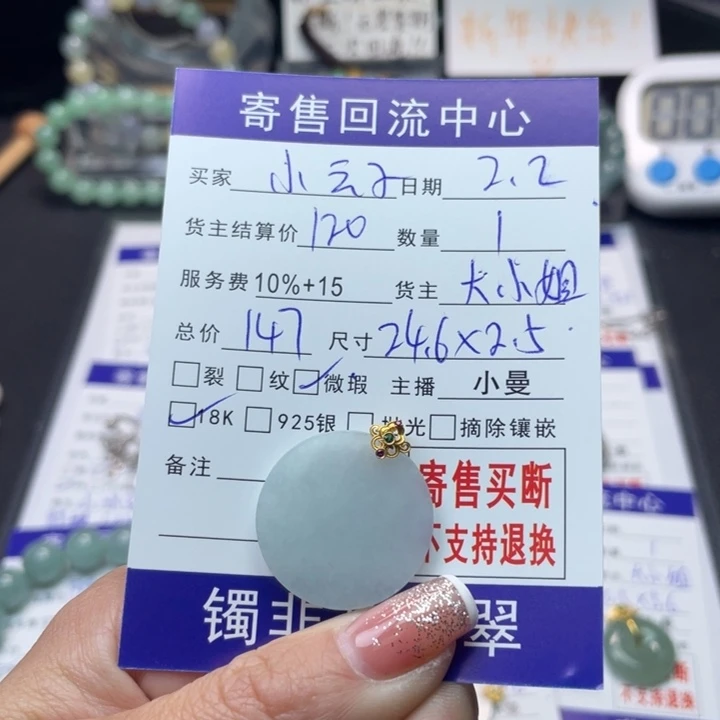 寄售回流中心
买家 小云子 日期 2.2
货主结算价 120 数量 1
服务费 10%+15 货主 大小姐
总价 147 尺寸 24.6×2.5
裂 纹 微瑕 主播 小曼
18K 925银 抛光 摘除镶嵌
备注
寄售买断
不支持退换
镯 翠